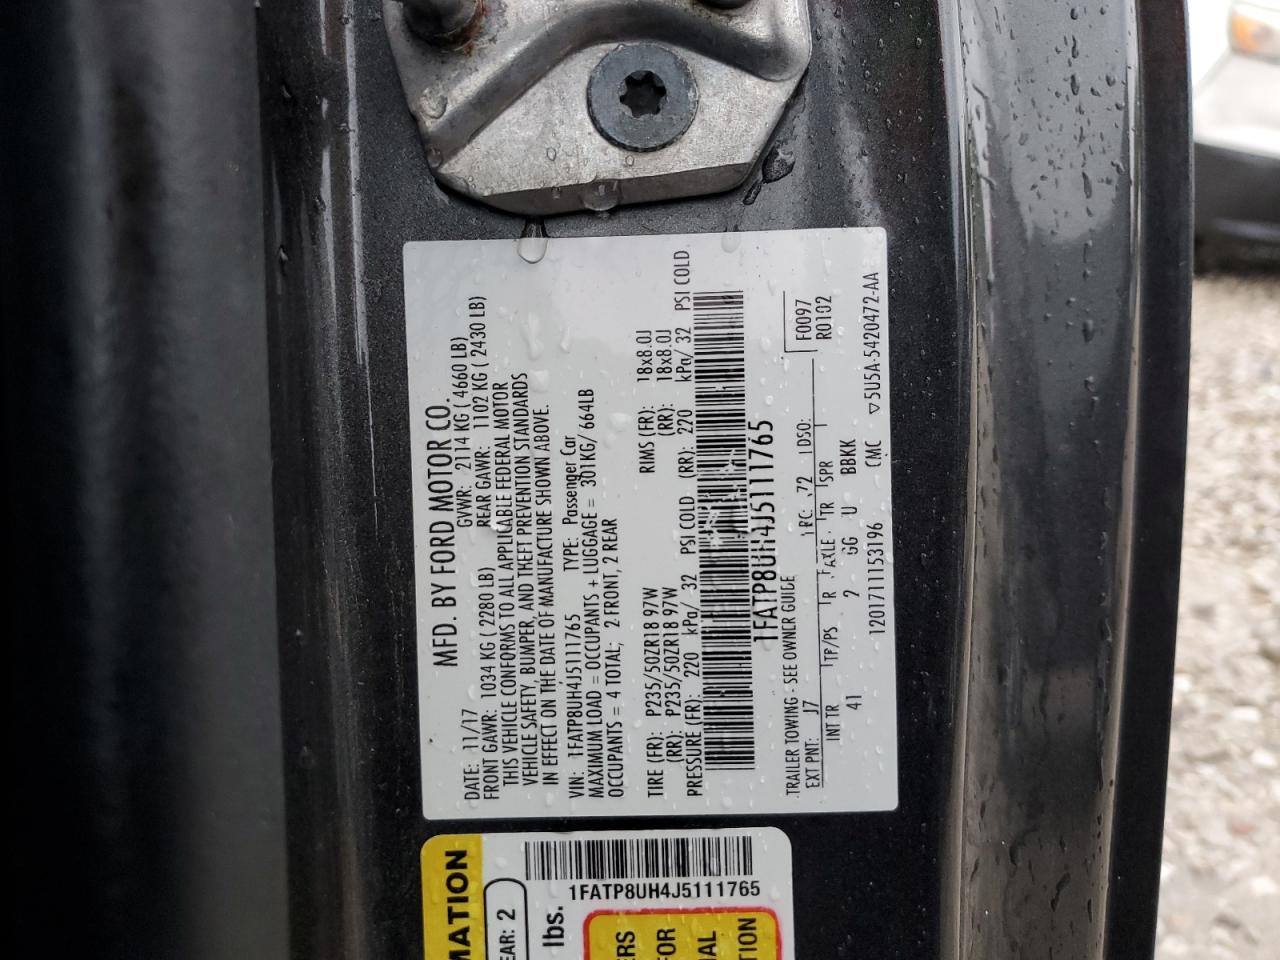 MFD. BY FORD MOTOR CO.
DATE: 11/17 GVWR: 2114 KG ( 4660 LB)
FRONT GAWR: 1034 KG ( 2280 LB) REAR GAWR: 1102 KG ( 2430 LB)
THIS VEHICLE CONFORMS TO ALL APPLICABLE FEDERAL MOTOR
VEHICLE SAFETY, BUMPER, AND THEFT PREVENTION STANDARDS
IN EFFECT ON THE DATE OF MANUFACTURE SHOWN ABOVE.
VIN: 1FATP8UH4J5111765 TYPE: Passenger Car
MAXIMUM LOAD = OCCUPANTS + LUGGAGE = 301KG/ 664LB
OCCUPANTS = 4 TOTAL; 2 FRONT, 2 REAR
TIRE (FR): P235/50ZR18 97W RIMS (FR): 18x8.0J
(RR): P235/50ZR18 97W (RR): 18x8.0J
PRESSURE (FR): 220 kPa/ 32 PSI COLD (RR): 220 kPa/ 32 PSI COLD
1FATP8UH4J5111765
TRAILER TOWING - SEE OWNER GUIDE
F0097
R0102
EXT PNT: J7 RC: 72 DSO:
INT TR TP/PS R AXLE TR SPR
41 2 GG U BBKK
1201711153196 CMC ▽5U5A-5420472-AA
MATION
EAR: 2
1FATP8UH4J5111765
lbs.
ERS
FOR
NAL
TION